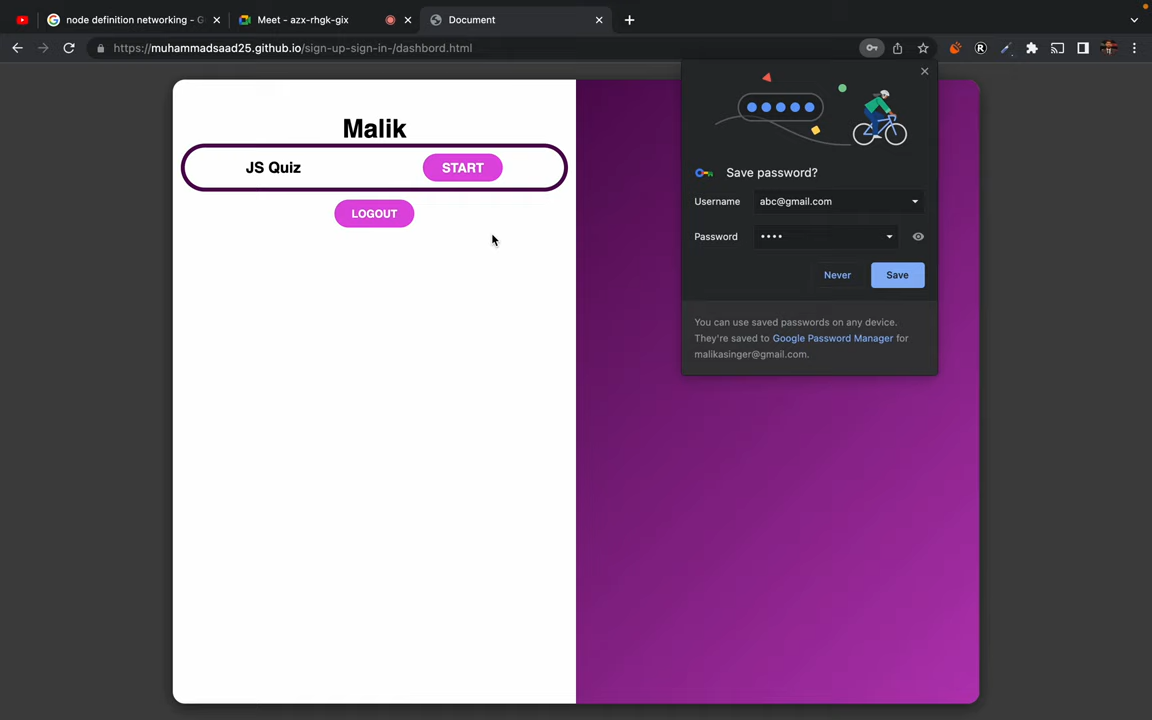 node definition networking - G
Meet - azx-rhgk-gix
Document
https://muhammadsaad25.github.io/sign-up-sign-in-/dashbord.html
Malik
JS Quiz
START
LOGOUT
Save password?
Username
abc@gmail.com
Password
••••
Never
Save
You can use saved passwords on any device.
They're saved to Google Password Manager for
malikasinger@gmail.com.